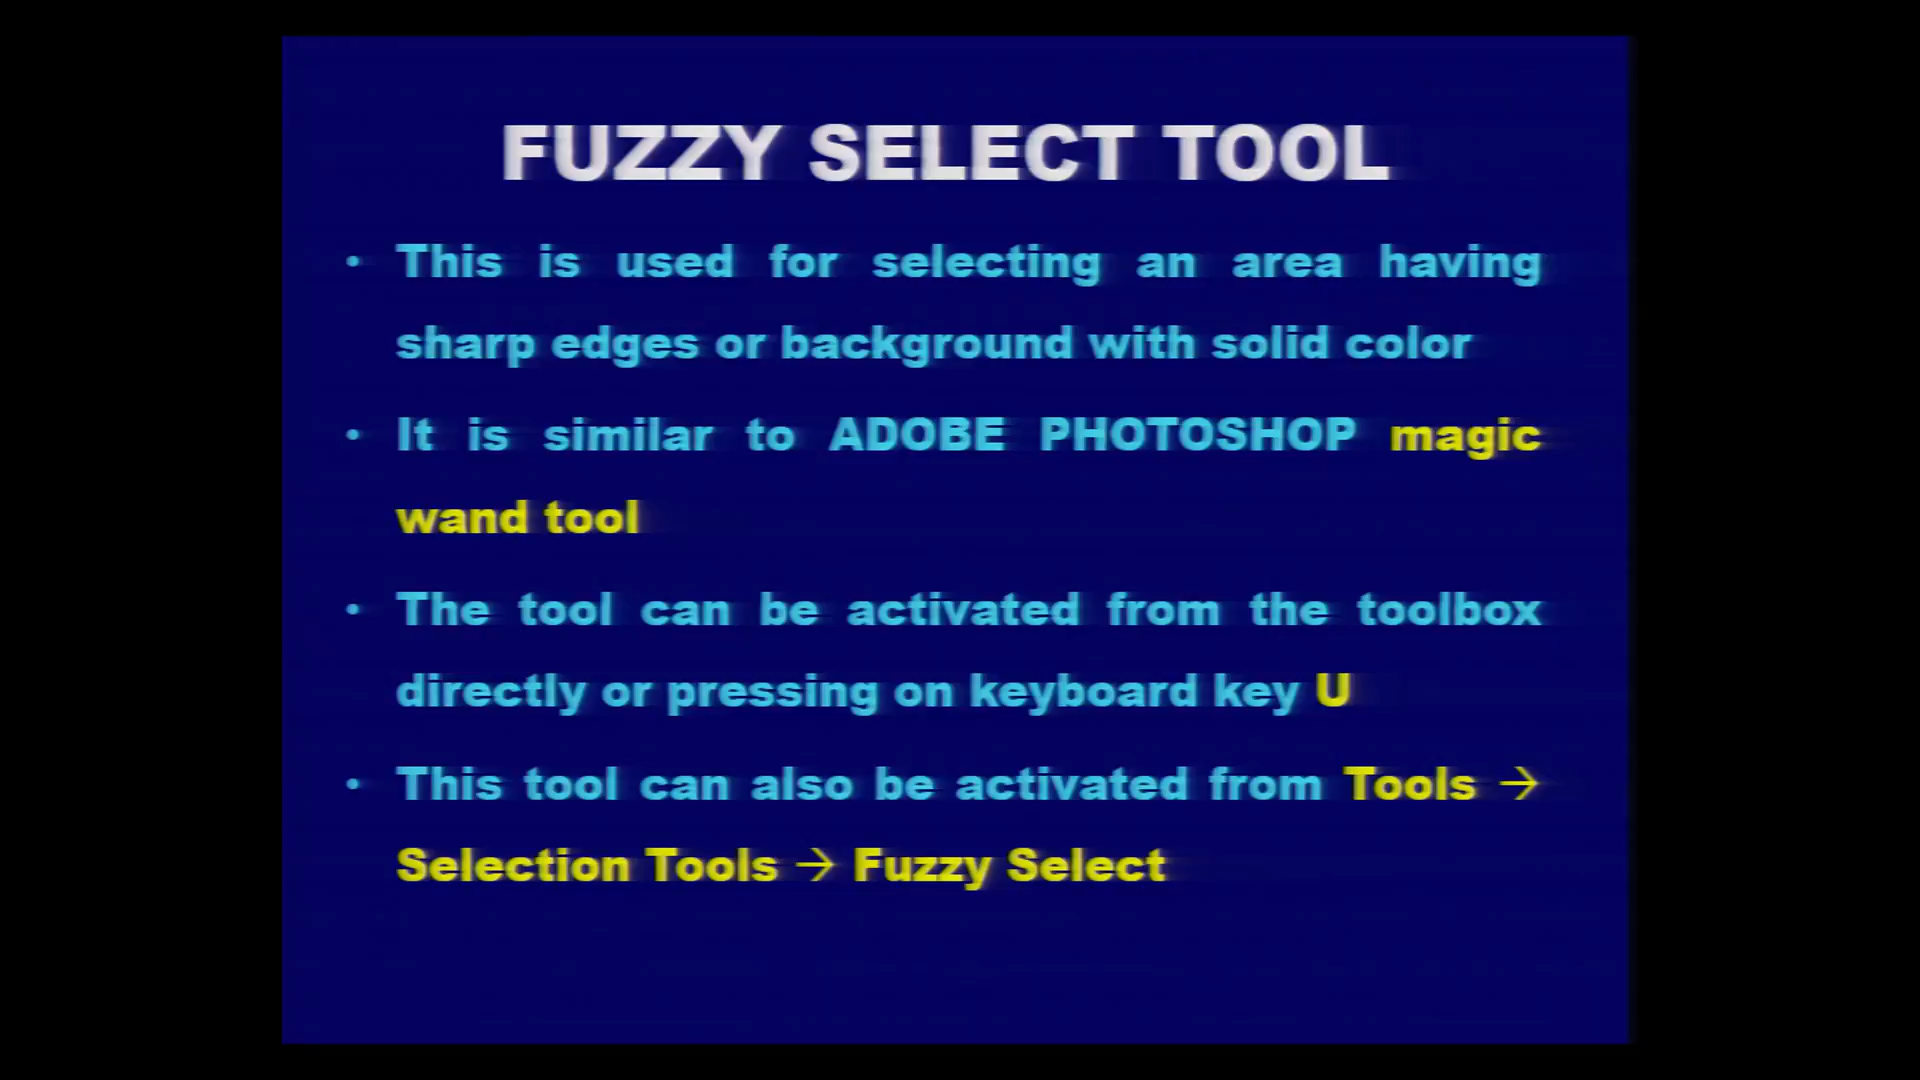 FUZZY SELECT TOOL
• This is used for selecting an area having
sharp edges or background with solid color
• It is similar to ADOBE PHOTOSHOP magic
wand tool
• The tool can be activated from the toolbox
directly or pressing on keyboard key U
• This tool can also be activated from Tools →
Selection Tools → Fuzzy Select